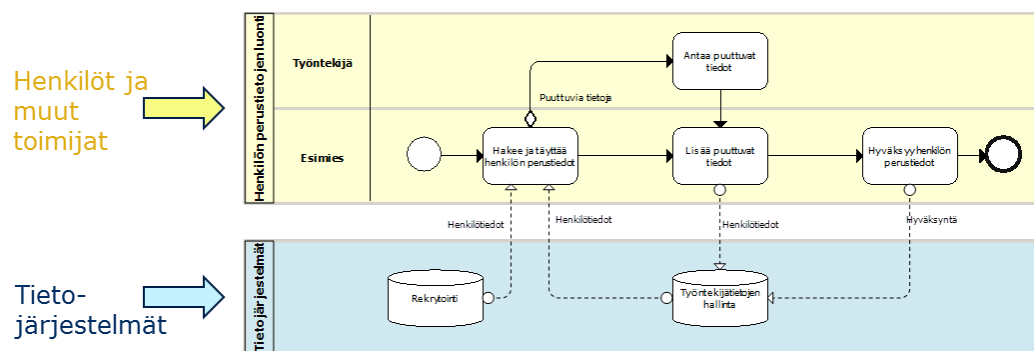 Henkilöt ja
muut
toimijat
Tieto-
järjestelmät
Henkilön perustietojen luonti
Työntekijä
Antaa puuttuvat
tiedot
Puuttuvia tietoja
Esimies
Hakee ja täyttää
henkilön perustiedot
Lisää puuttuvat
tiedot
Hyväksyy henkilön
perustiedot
Henkilötiedot
Henkilötiedot
Henkilötiedot
Hyväksyntä
Tietojärjestelmät
Rekrytointi
Työntekijätietojen
hallinta